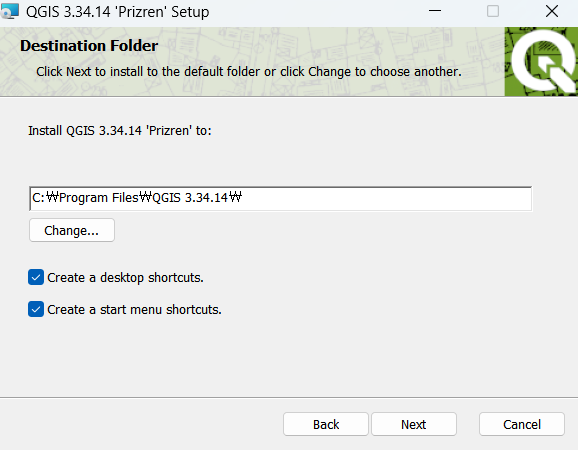 QGIS 3.34.14 'Prizren' Setup
Destination Folder
Click Next to install to the default folder or click Change to choose another.
Install QGIS 3.34.14 'Prizren' to:
C:₩Program Files₩QGIS 3.34.14₩
Change...
Create a desktop shortcuts.
Create a start menu shortcuts.
Back Next Cancel